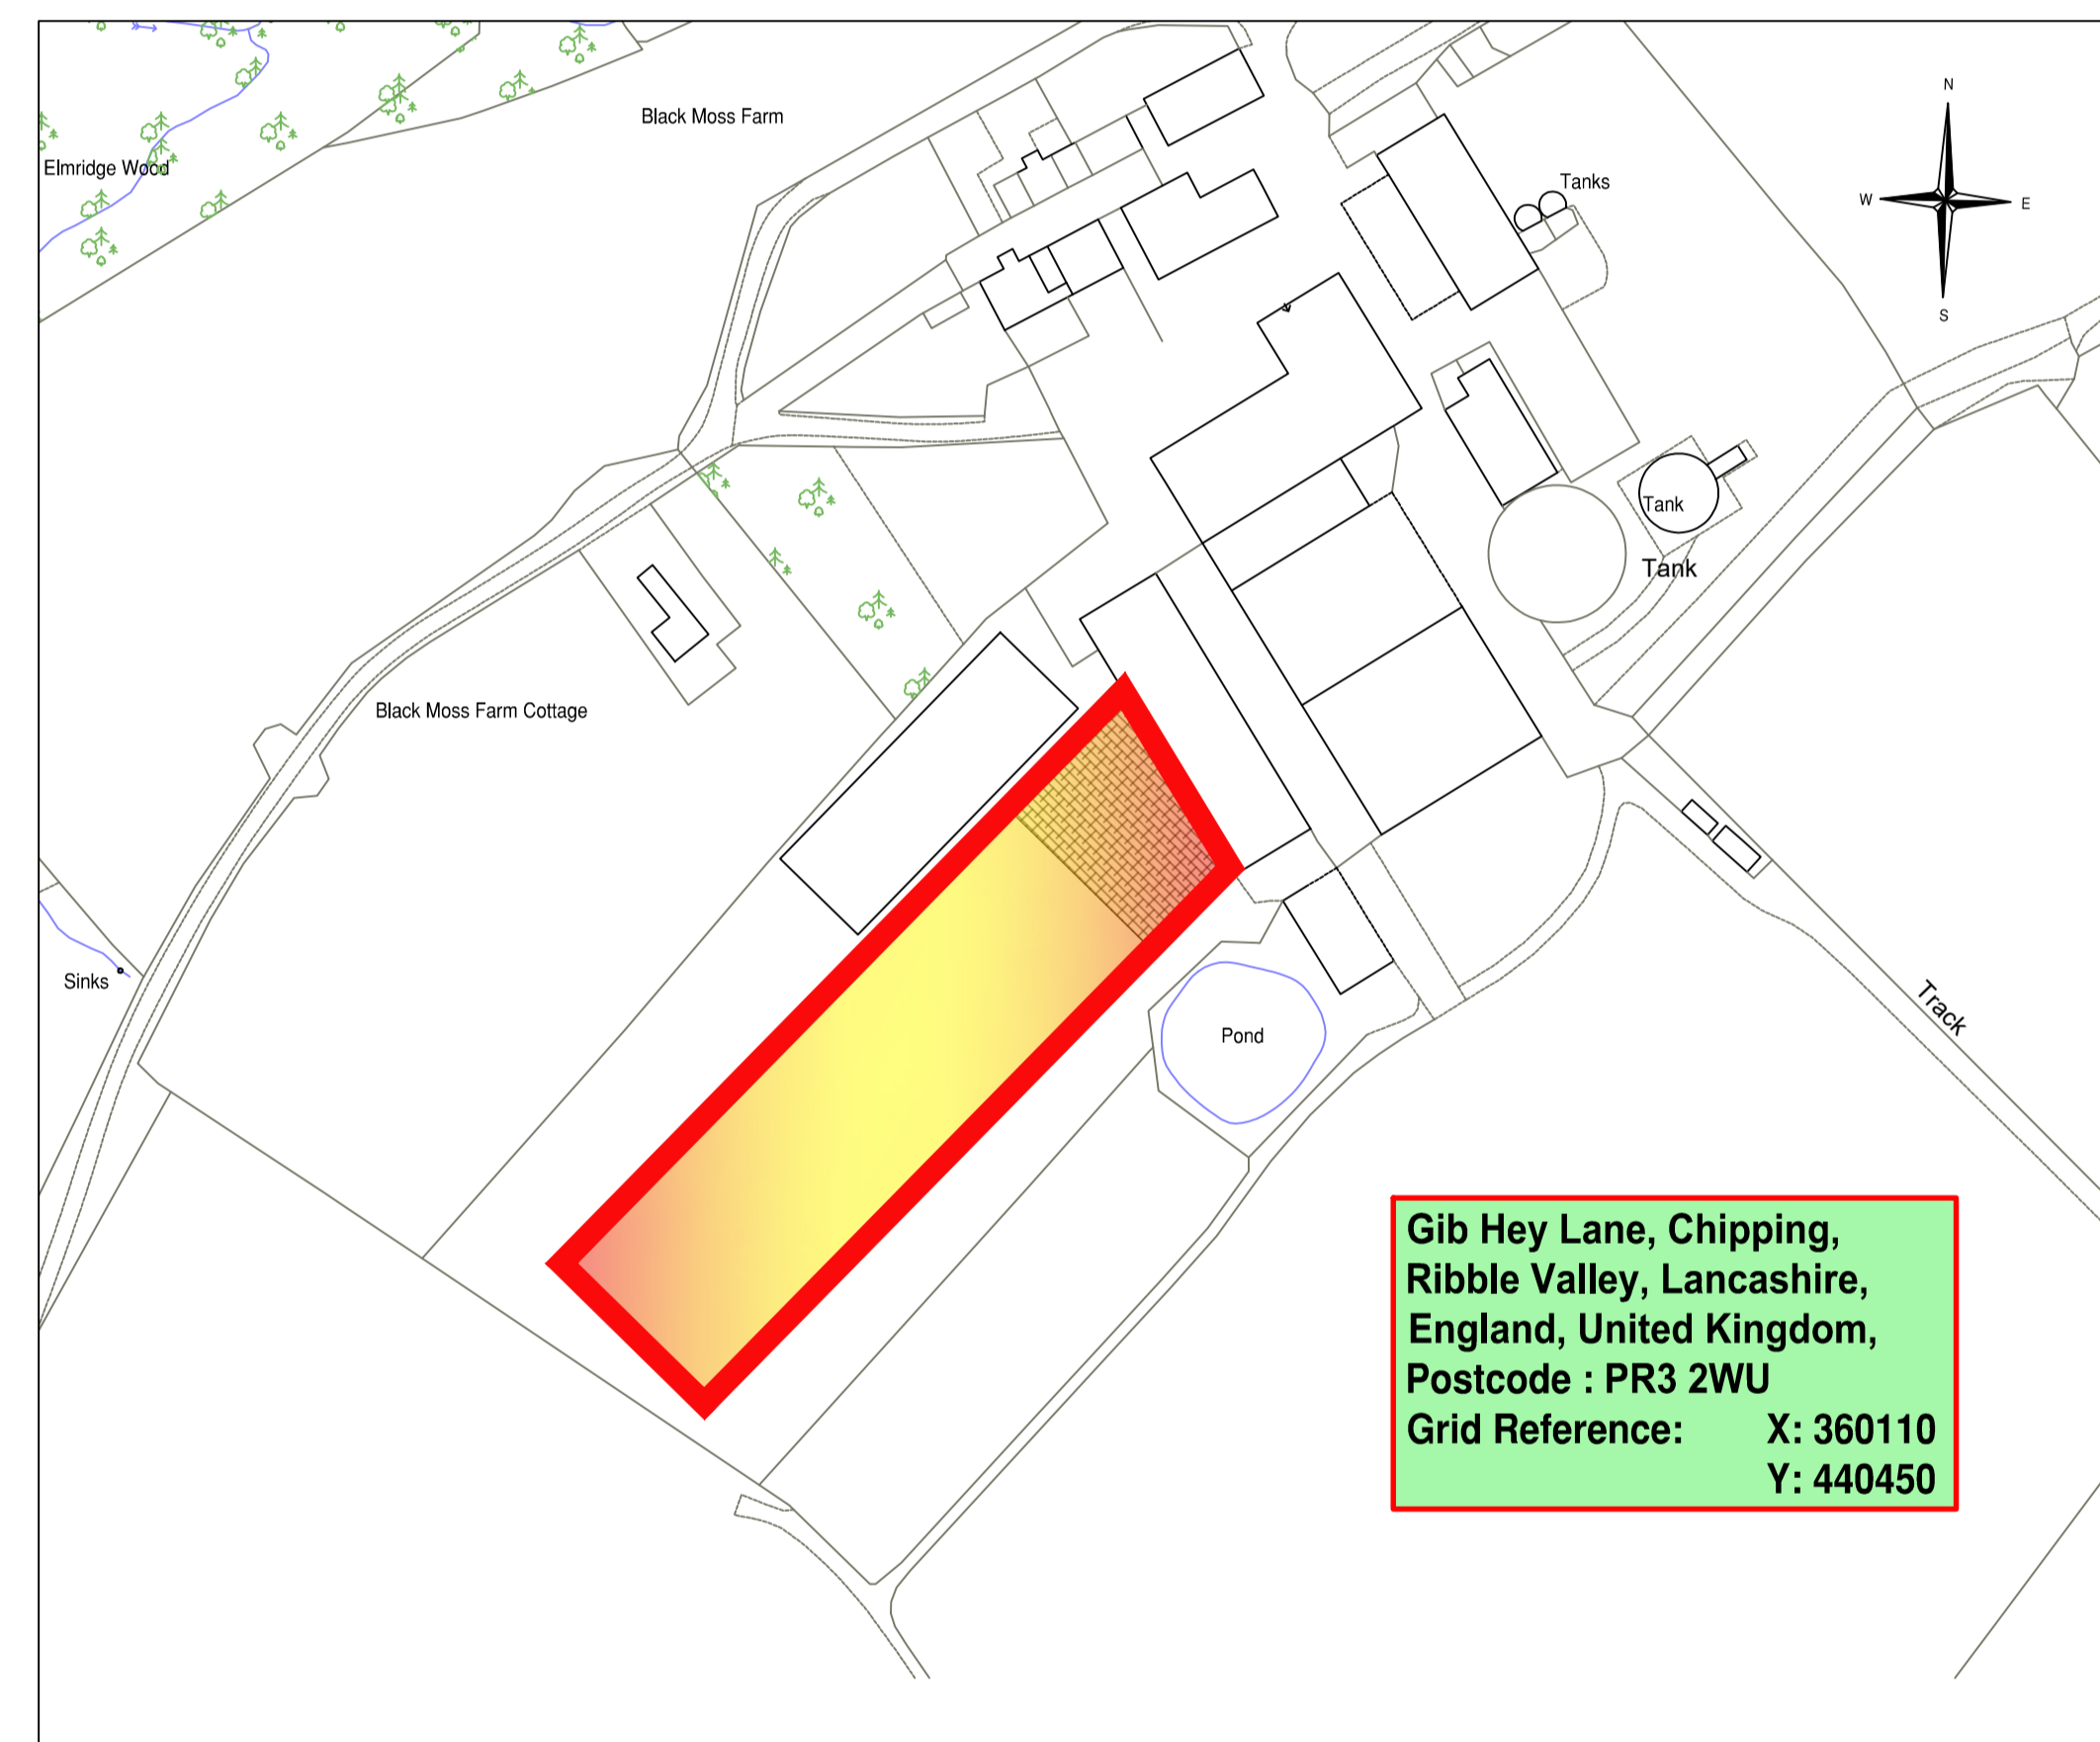 N
Black Moss Farm
Elmridge Wood
Tanks
W
E
S
Tank
Tank
Black Moss Farm Cottage
Sinks
Track
Pond
Gib Hey Lane, Chipping,
Ribble Valley, Lancashire,
England, United Kingdom,
Postcode : PR3 2WU
Grid Reference: X: 360110
Y: 440450